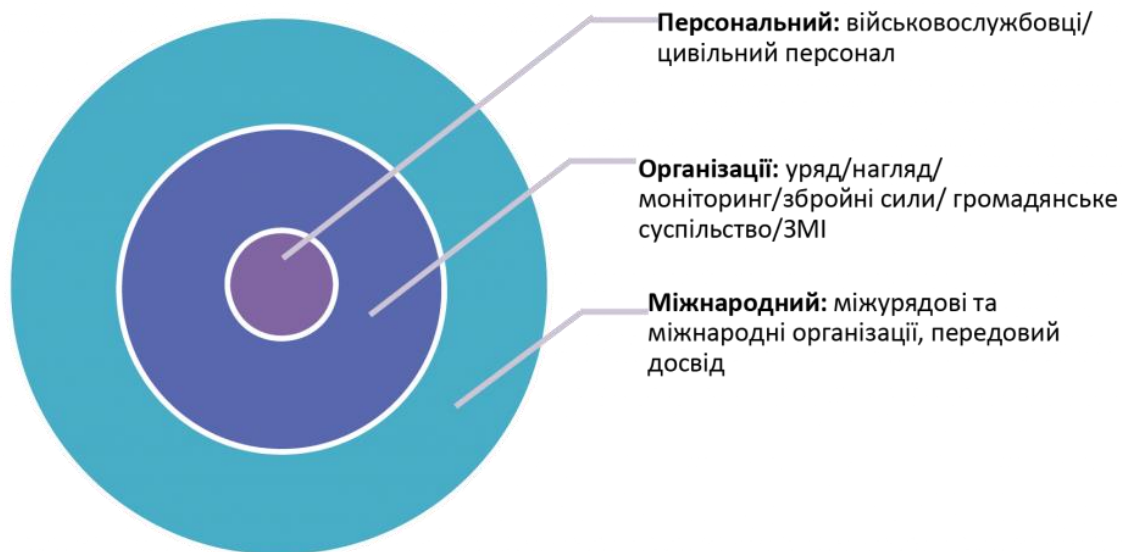 Персональний: військовослужбовці/
цивільний персонал
Організації: уряд/нагляд/
моніторинг/збройні сили/ громадянське
суспільство/ЗМІ
Міжнародний: міжурядові та
міжнародні організації, передовий
досвід